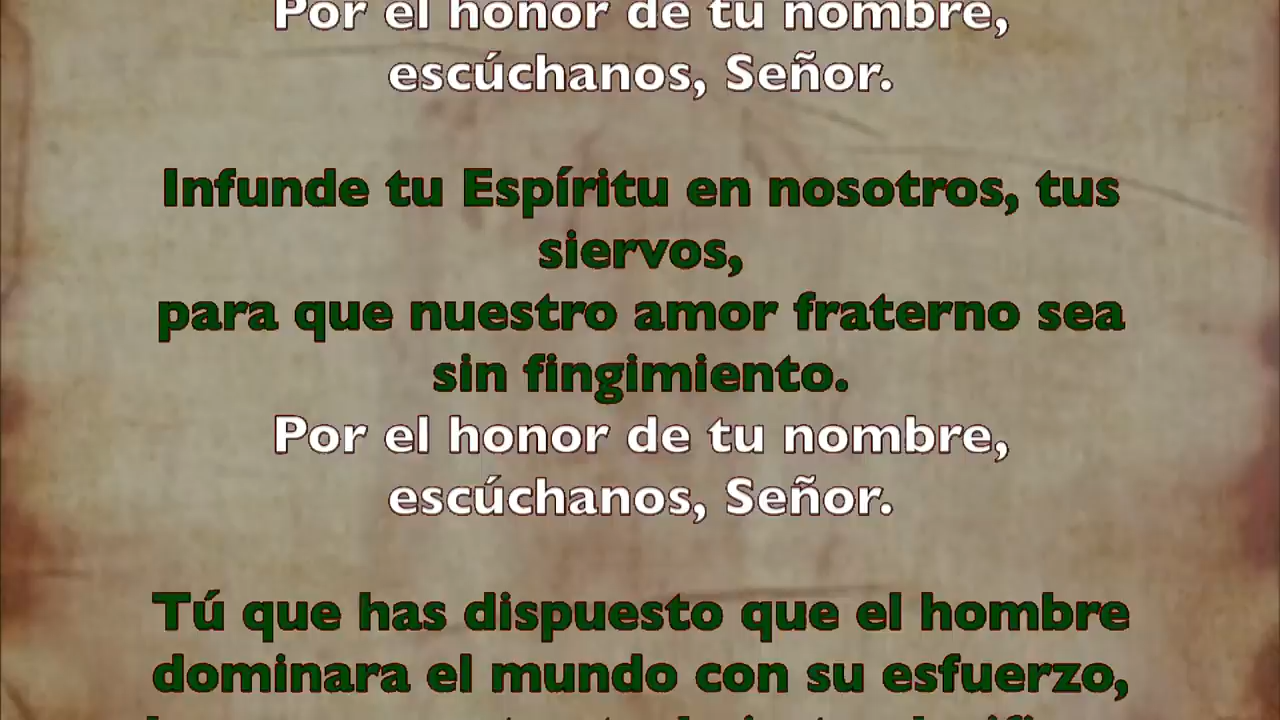 Por el honor de tu nombre,
escúchanos, Señor.
Infunde tu Espíritu en nosotros, tus
siervos,
para que nuestro amor fraterno sea
sin fingimiento.
Por el honor de tu nombre,
escúchanos, Señor.
Tú que has dispuesto que el hombre
dominara el mundo con su esfuerzo,